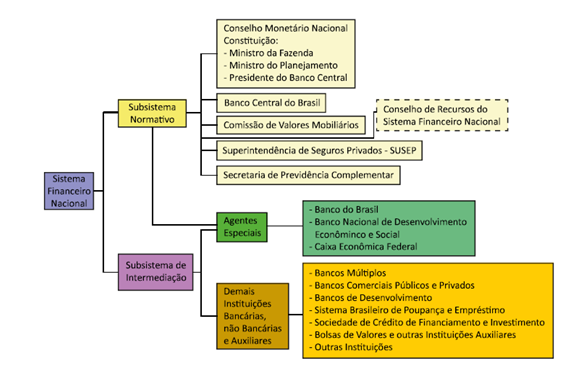 Conselho Monetário Nacional
Constituição:
- Ministro da Fazenda
- Ministro do Planejamento
- Presidente do Banco Central
Subsistema
Normativo
Banco Central do Brasil
Conselho de Recursos do
Sistema Financeiro Nacional
Comissão de Valores Mobiliários
Superintendência de Seguros Privados - SUSEP
Secretaria de Previdência Complementar
Sistema
Financeiro
Nacional
Agentes
Especiais
- Banco do Brasil
- Banco Nacional de Desenvolvimento
Econôminco e Social
- Caixa Econômica Federal
Subsistema de
Intermediação
Demais
Instituições
Bancárias,
não Bancárias
e Auxiliares
- Bancos Múltiplos
- Bancos Comerciais Públicos e Privados
- Bancos de Desenvolvimento
- Sistema Brasileiro de Poupança e Empréstimo
- Sociedade de Crédito de Financiamento e Investimento
- Bolsas de Valores e outras Instituições Auxiliares
- Outras Instituições